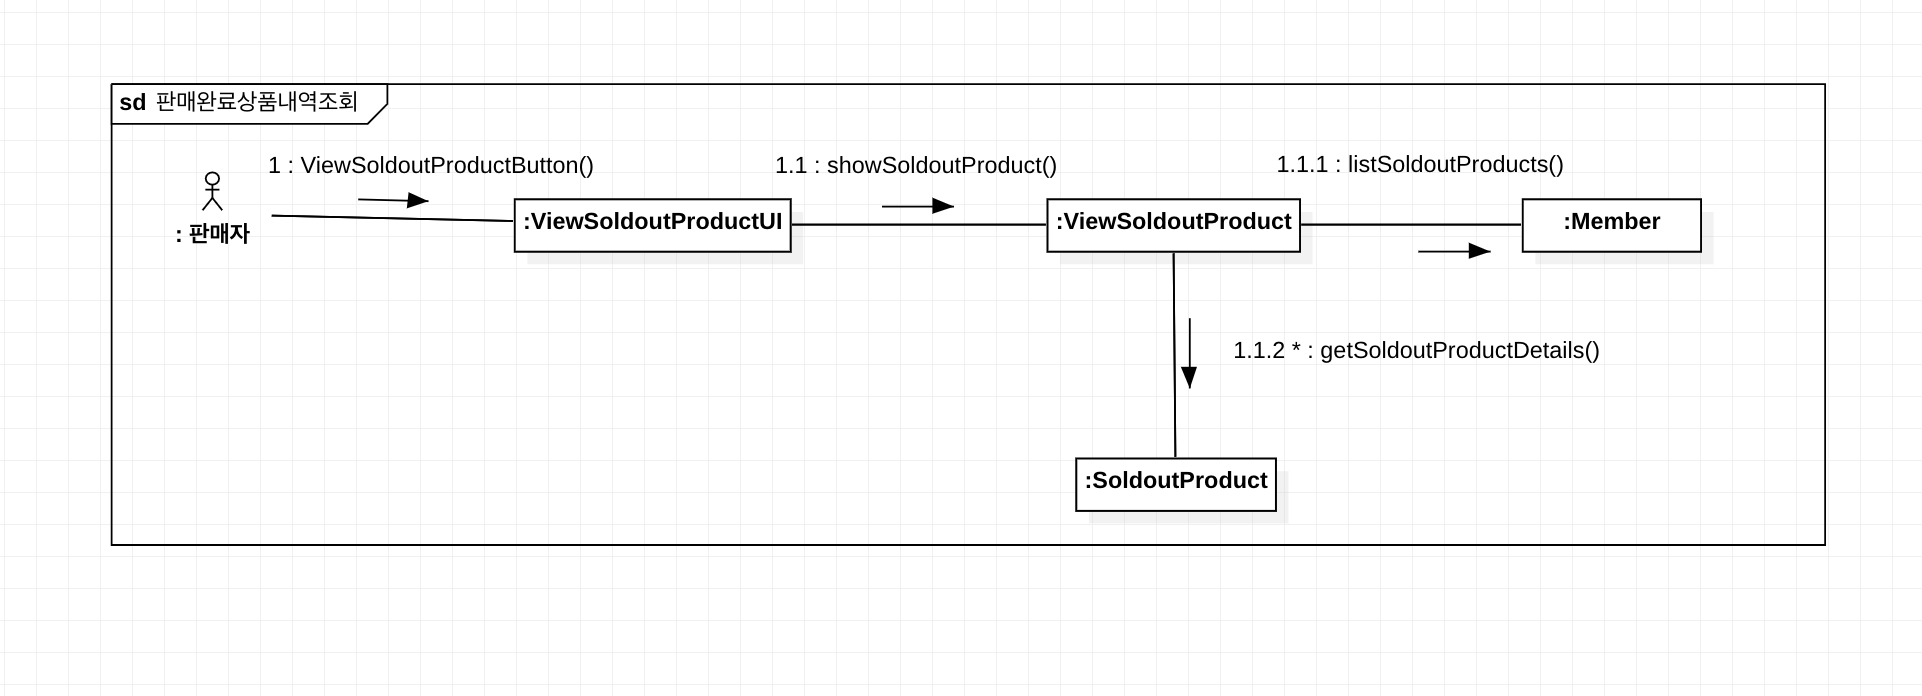 sd 판매완료상품내역조회
1 : ViewSoldoutProductButton()
1.1 : showSoldoutProduct()
1.1.1 : listSoldoutProducts()
: 판매자
:ViewSoldoutProductUI
:ViewSoldoutProduct
:Member
1.1.2 * : getSoldoutProductDetails()
:SoldoutProduct